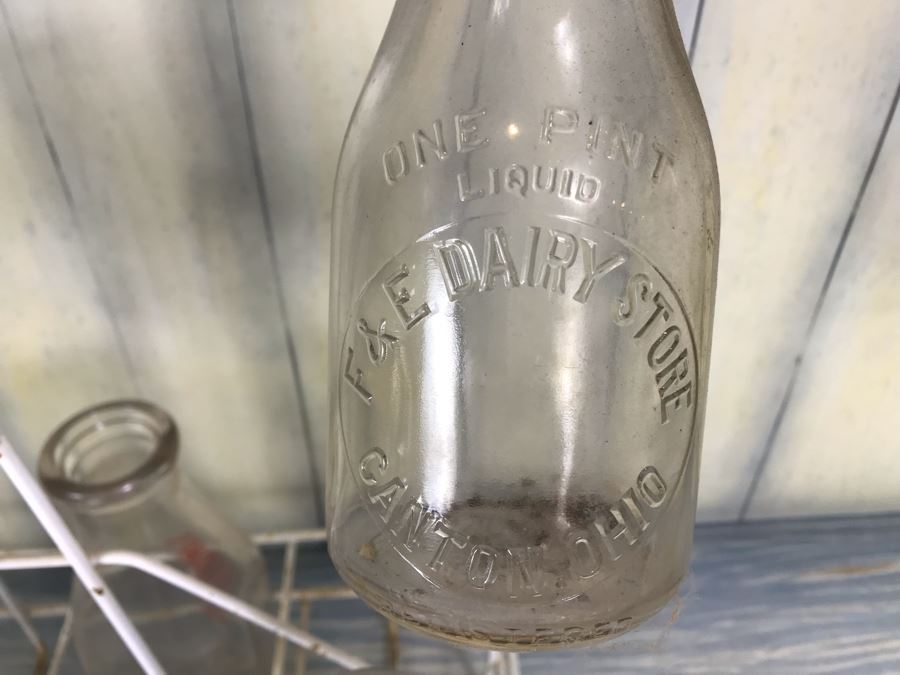 ONE PINT
LIQUID
F & E DAIRY STORE
CANTON, OHIO